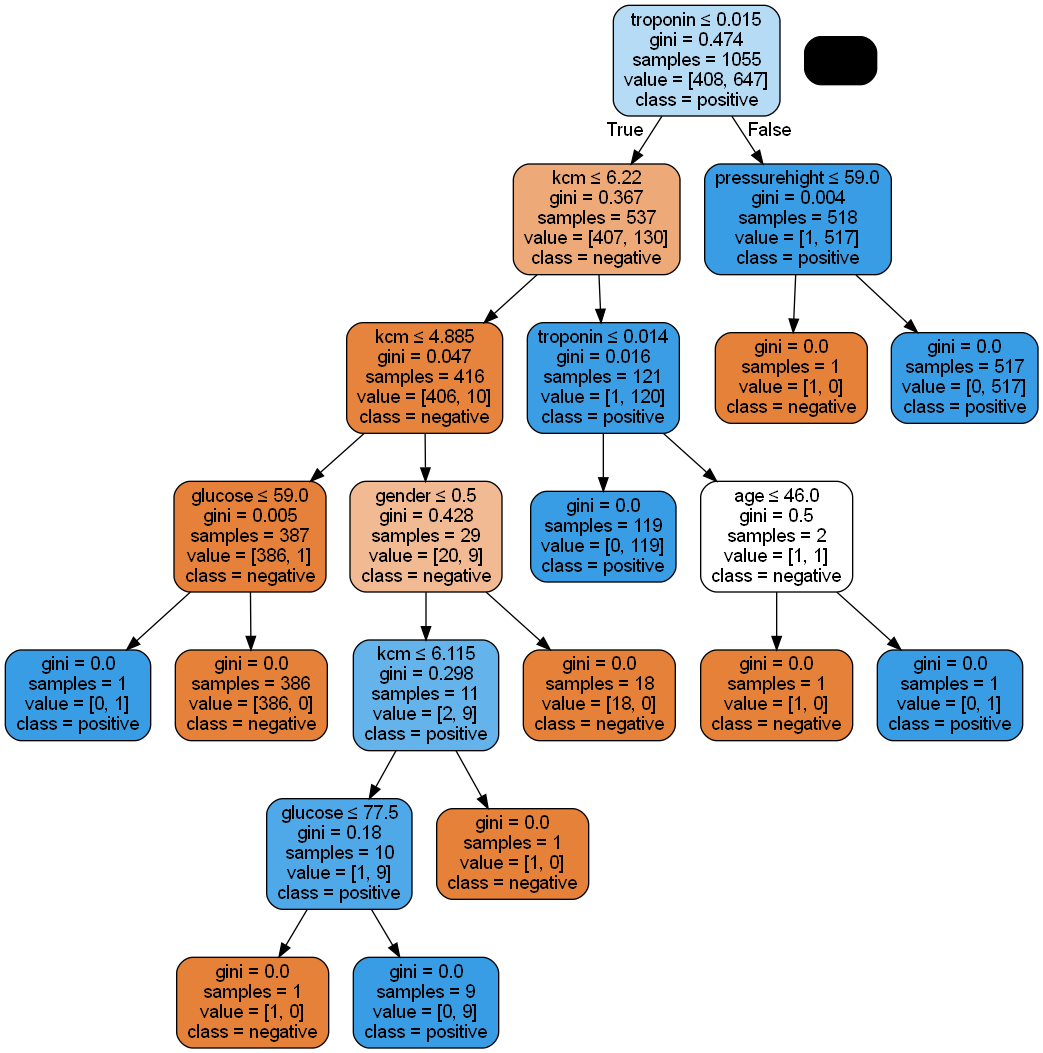 troponin ≤ 0.015
gini = 0.474
samples = 1055
value = [408, 647]
class = positive
True
False
kcm ≤ 6.22
gini = 0.367
samples = 537
value = [407, 130]
class = negative
pressurehight ≤ 59.0
gini = 0.004
samples = 518
value = [1, 517]
class = positive
kcm ≤ 4.885
gini = 0.047
samples = 416
value = [406, 10]
class = negative
troponin ≤ 0.014
gini = 0.016
samples = 121
value = [1, 120]
class = positive
gini = 0.0
samples = 1
value = [1, 0]
class = negative
gini = 0.0
samples = 517
value = [0, 517]
class = positive
glucose ≤ 59.0
gini = 0.005
samples = 387
value = [386, 1]
class = negative
gender ≤ 0.5
gini = 0.428
samples = 29
value = [20, 9]
class = negative
gini = 0.0
samples = 119
value = [0, 119]
class = positive
age ≤ 46.0
gini = 0.5
samples = 2
value = [1, 1]
class = negative
gini = 0.0
samples = 1
value = [0, 1]
class = positive
gini = 0.0
samples = 386
value = [386, 0]
class = negative
kcm ≤ 6.115
gini = 0.298
samples = 11
value = [2, 9]
class = positive
gini = 0.0
samples = 18
value = [18, 0]
class = negative
gini = 0.0
samples = 1
value = [1, 0]
class = negative
gini = 0.0
samples = 1
value = [0, 1]
class = positive
glucose ≤ 77.5
gini = 0.18
samples = 10
value = [1, 9]
class = positive
gini = 0.0
samples = 1
value = [1, 0]
class = negative
gini = 0.0
samples = 1
value = [1, 0]
class = negative
gini = 0.0
samples = 9
value = [0, 9]
class = positive